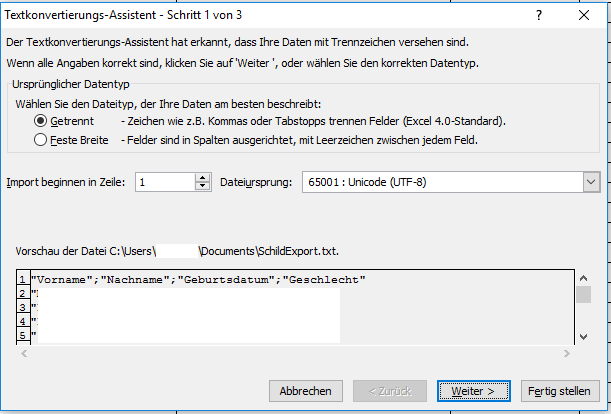 Textkonvertierungs-Assistent - Schritt 1 von 3
Der Textkonvertierungs-Assistent hat erkannt, dass Ihre Daten mit Trennzeichen versehen sind.
Wenn alle Angaben korrekt sind, klicken Sie auf 'Weiter ', oder wählen Sie den korrekten Datentyp.
Ursprünglicher Datentyp
Wählen Sie den Dateityp, der Ihre Daten am besten beschreibt:
Getrennt - Zeichen wie z.B. Kommas oder Tabstopps trennen Felder (Excel 4.0-Standard).
Feste Breite - Felder sind in Spalten ausgerichtet, mit Leerzeichen zwischen jedem Feld.
Import beginnen in Zeile: 1 Dateiursprung: 65001 : Unicode (UTF-8)
Vorschau der Datei C:\Users\ \Documents\SchildExport.txt.
1 "Vorname";"Nachname";"Geburtsdatum";"Geschlecht"
2 "
3 "
4 "
5 "
Abbrechen < Zurück Weiter > Fertig stellen